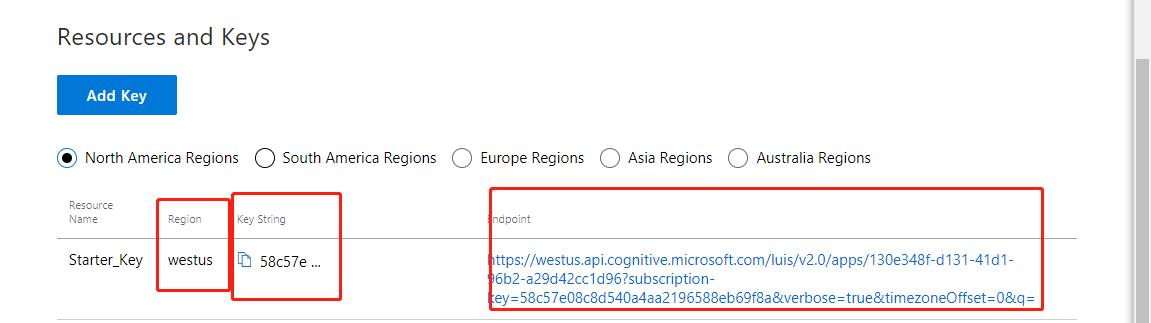 Resources and Keys
Add Key
North America Regions South America Regions Europe Regions Asia Regions Australia Regions
Resource
Name Region Key String Endpoint
Starter_Key westus 58c57e ... https://westus.api.cognitive.microsoft.com/luis/v2.0/apps/130e348f-d131-41d1-
96b2-a29d42cc1d96?subscription-
key=58c57e08c8d540a4aa2196588eb69f8a&verbose=true&timezoneOffset=0&q=